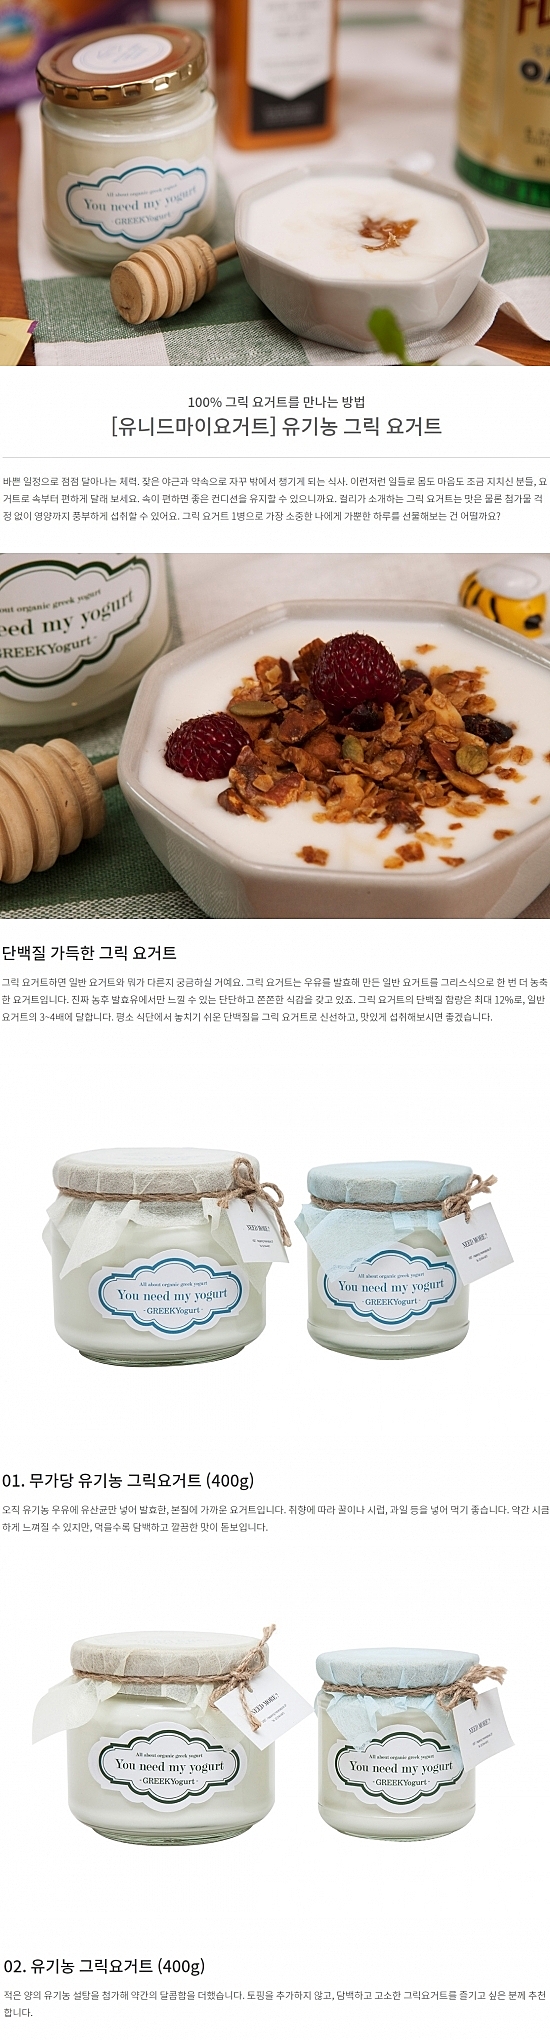 All about organic greek yogurt
You need my yogurt
- GREEKYogurt -
100% 그릭 요거트를 만나는 방법
[유니드마이요거트] 유기농 그릭 요거트
바쁜 일정으로 점점 달아나는 체력. 잦은 야근과 약속으로 자꾸 밖에서 챙기게 되는 식사. 이런저런 일들로 몸도 마음도 조금 지치신 분들, 요
거트로 속부터 편하게 달래 보세요. 속이 편하면 좋은 컨디션을 유지할 수 있으니까요. 컬리가 소개하는 그릭 요거트는 맛은 물론 첨가물 걱
정 없이 영양까지 풍부하게 섭취할 수 있어요. 그릭 요거트 1병으로 가장 소중한 나에게 가뿐한 하루를 선물해보는 건 어떨까요?
out organic greek yogurt
eed my yogurt
GREEKYogurt -
단백질 가득한 그릭 요거트
그릭 요거트하면 일반 요거트와 뭐가 다른지 궁금하실 거예요. 그릭 요거트는 우유를 발효해 만든 일반 요거트를 그리스식으로 한 번 더 농축
한 요거트입니다. 진짜 농후 발효유에서만 느낄 수 있는 단단하고 쫀쫀한 식감을 갖고 있죠. 그릭 요거트의 단백질 함량은 최대 12%로, 일반
요거트의 3~4배에 달합니다. 평소 식단에서 놓치기 쉬운 단백질을 그릭 요거트로 신선하고, 맛있게 섭취해보시면 좋겠습니다.
NEED MORE?
NEED MORE?
All about organic greek yogurt
You need my yogurt
- GREEKYogurt -
All about organic greek yogurt
You need my yogurt
- GREEKYogurt -
01. 무가당 유기농 그릭요거트 (400g)
오직 유기농 우유에 유산균만 넣어 발효한, 본질에 가까운 요거트입니다. 취향에 따라 꿀이나 시럽, 과일 등을 넣어 먹기 좋습니다. 약간 시큼
하게 느껴질 수 있지만, 먹을수록 담백하고 깔끔한 맛이 돋보입니다.
NEED MORE?
NEED MORE?
All about organic greek yogurt
You need my yogurt
- GREEKYogurt -
All about organic greek yogurt
You need my yogurt
- GREEKYogurt -
02. 유기농 그릭요거트 (400g)
적은 양의 유기농 설탕을 첨가해 약간의 달콤함을 더했습니다. 토핑을 추가하지 않고, 담백하고 고소한 그릭요거트를 즐기고 싶은 분께 추천
합니다.